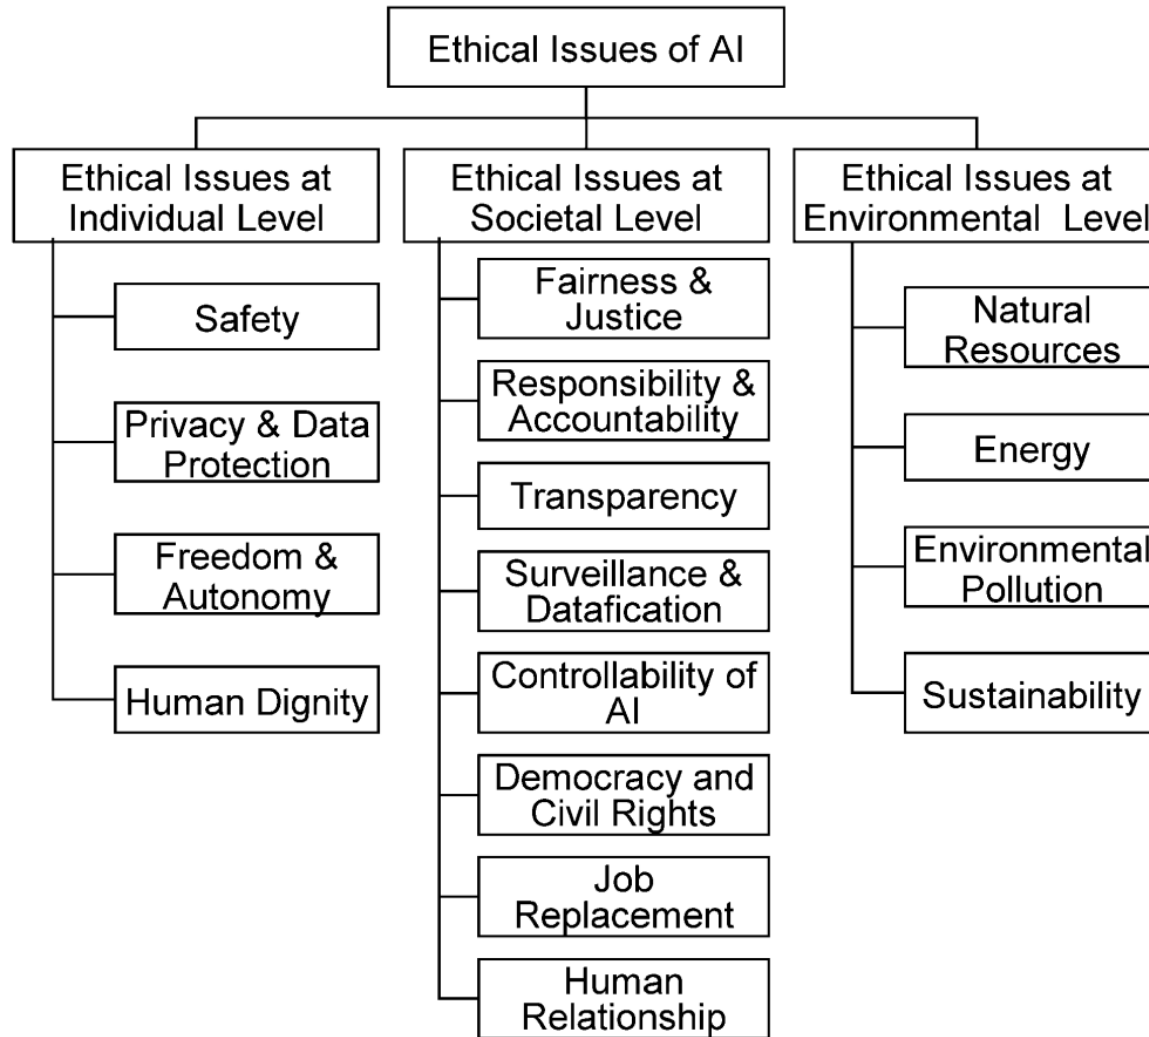 Ethical Issues of AI
Ethical Issues at
Individual Level
Safety
Privacy & Data
Protection
Freedom &
Autonomy
Human Dignity
Ethical Issues at
Societal Level
Fairness &
Justice
Responsibility &
Accountability
Transparency
Surveillance &
Datafication
Controllability of
AI
Democracy and
Civil Rights
Job
Replacement
Human
Relationship
Ethical Issues at
Environmental Level
Natural
Resources
Energy
Environmental
Pollution
Sustainability